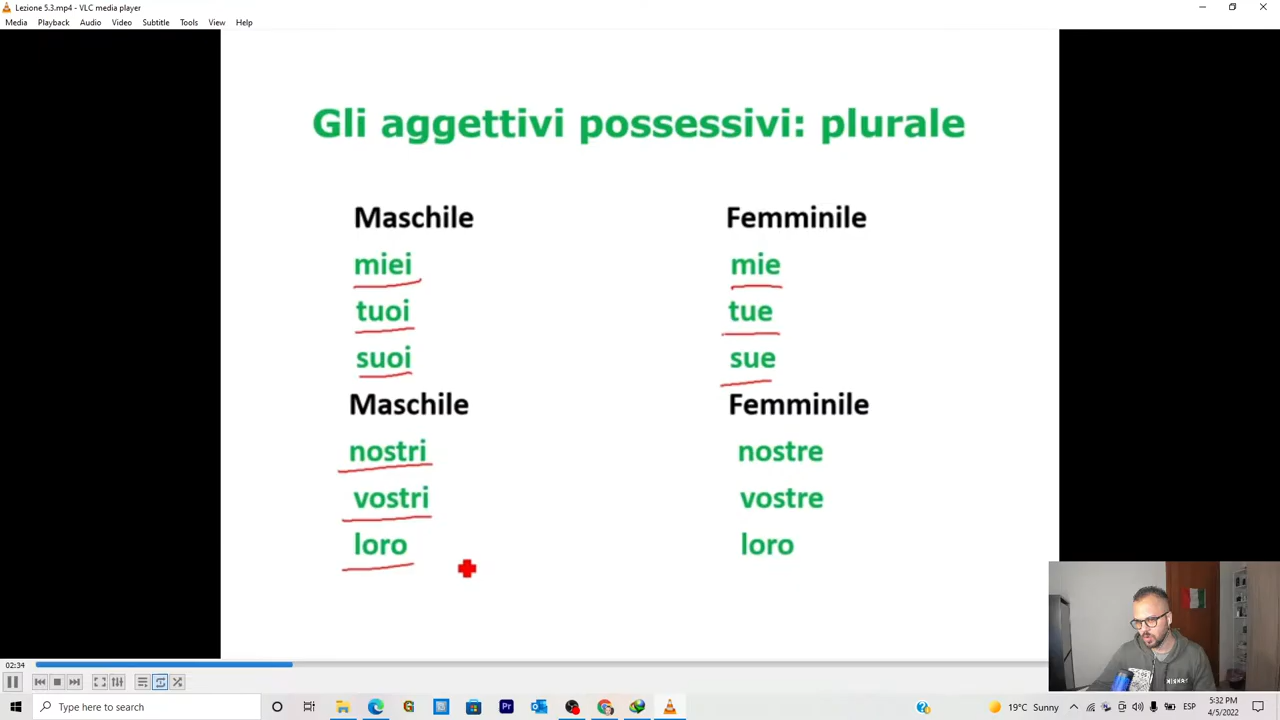 Lezione 5.3.mp4 - VLC media player
Media Playback Audio Video Subtitle Tools View Help
Gli aggettivi possessivi: plurale
Maschile Femminile
miei mie
tuoi tue
suoi sue
Maschile Femminile
nostri nostre
vostri vostre
loro loro
02:34
Type here to search
19°C Sunny
ESP
5:32 PM
4/5/2022